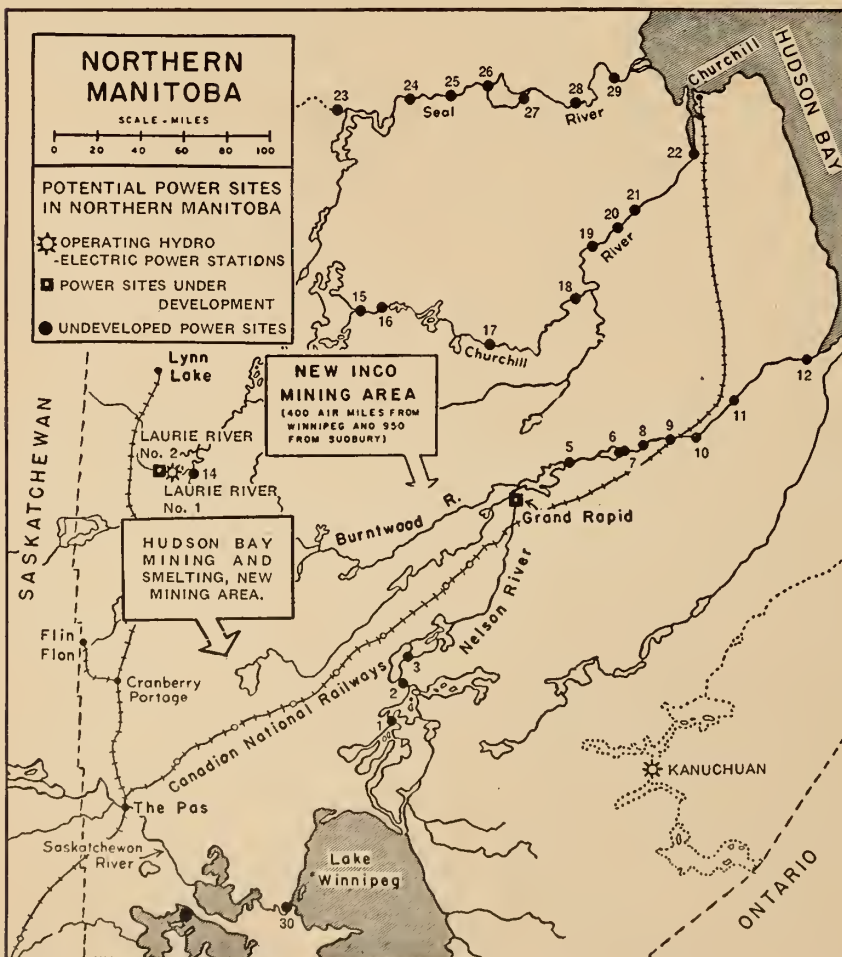 NORTHERN
MANITOBA
SCALE - MILES
0 20 40 60 80 100
POTENTIAL POWER SITES
IN NORTHERN MANITOBA
OPERATING HYDRO
-ELECTRIC POWER STATIONS
POWER SITES UNDER
DEVELOPMENT
UNDEVELOPED POWER SITES
HUDSON BAY
Churchill
23
24
25
26
27
28
29
Seal
River
22
21
20
19
River
18
15
16
17
Churchill
12
11
10
9
8
7
6
5
Lynn
Lake
NEW INCO
MINING AREA
(400 AIR MILES FROM
WINNIPEG AND 950
FROM SUDBURY)
SASKATCHEWAN
LAURIE RIVER
No. 2
14
LAURIE RIVER
No. 1
Burntwood R.
Grand Rapid
HUDSON BAY
MINING AND
SMELTING, NEW
MINING AREA.
Nelson River
Flin
Flon
Cranberry
Portage
3
2
1
Canadian National Railways
KANUCHUAN
The Pas
Saskatchewon
River
Lake
Winnipeg
30
ONTARIO